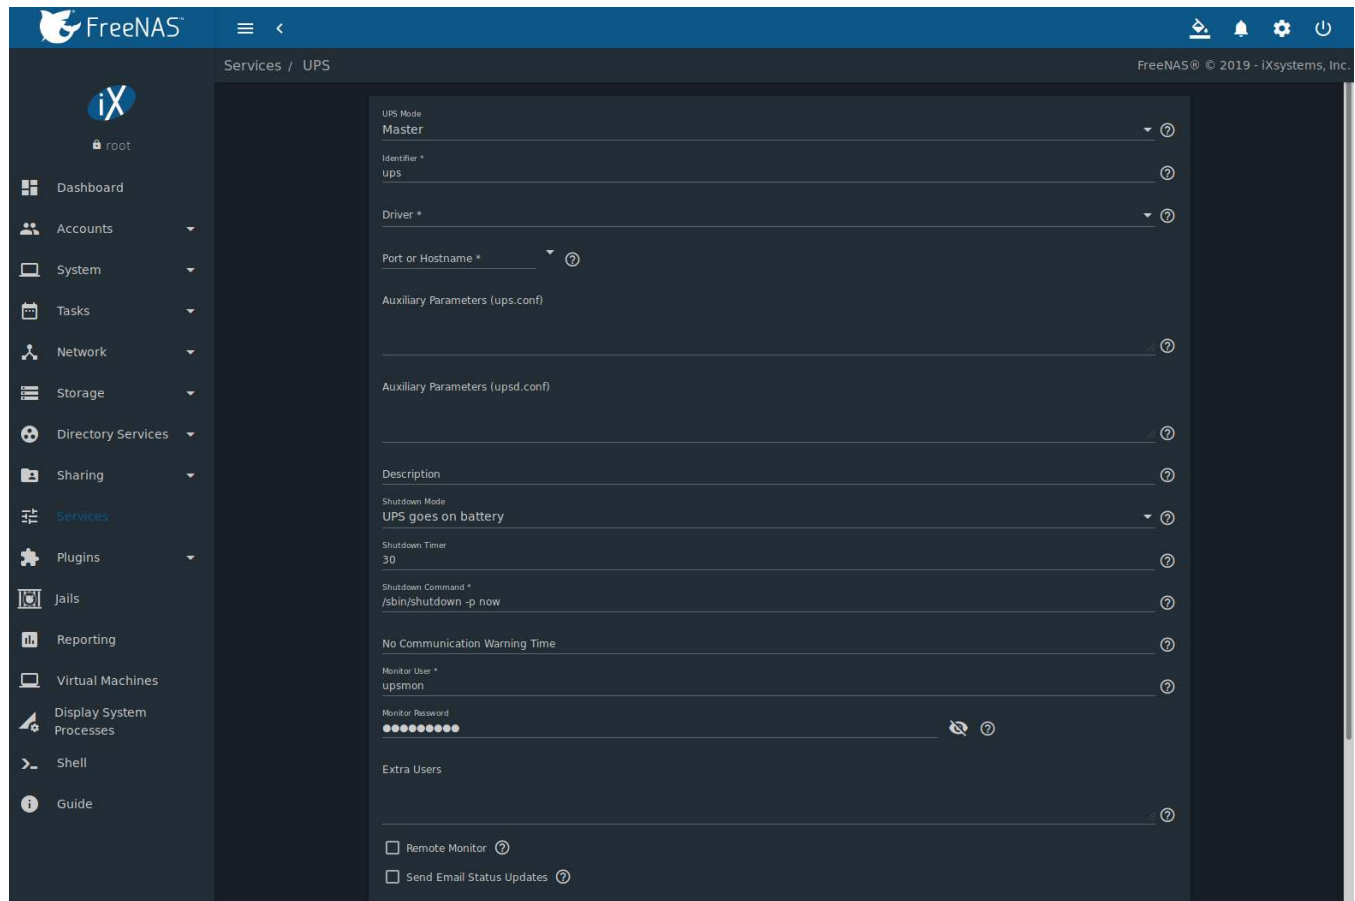 FreeNAS®
Services / UPS
FreeNAS® © 2019 - iXsystems, Inc.
iX
root
Dashboard
Accounts
System
Tasks
Network
Storage
Directory Services
Sharing
Services
Plugins
Jails
Reporting
Virtual Machines
Display System
Processes
Shell
Guide
UPS Mode
Master
Identifier *
ups
Driver *
Port or Hostname *
Auxiliary Parameters (ups.conf)
Auxiliary Parameters (upsd.conf)
Description
Shutdown Mode
UPS goes on battery
Shutdown Timer
30
Shutdown Command *
/sbin/shutdown -p now
No Communication Warning Time
Monitor User *
upsmon
Monitor Password
●●●●●●●●●
Extra Users
Remote Monitor
Send Email Status Updates